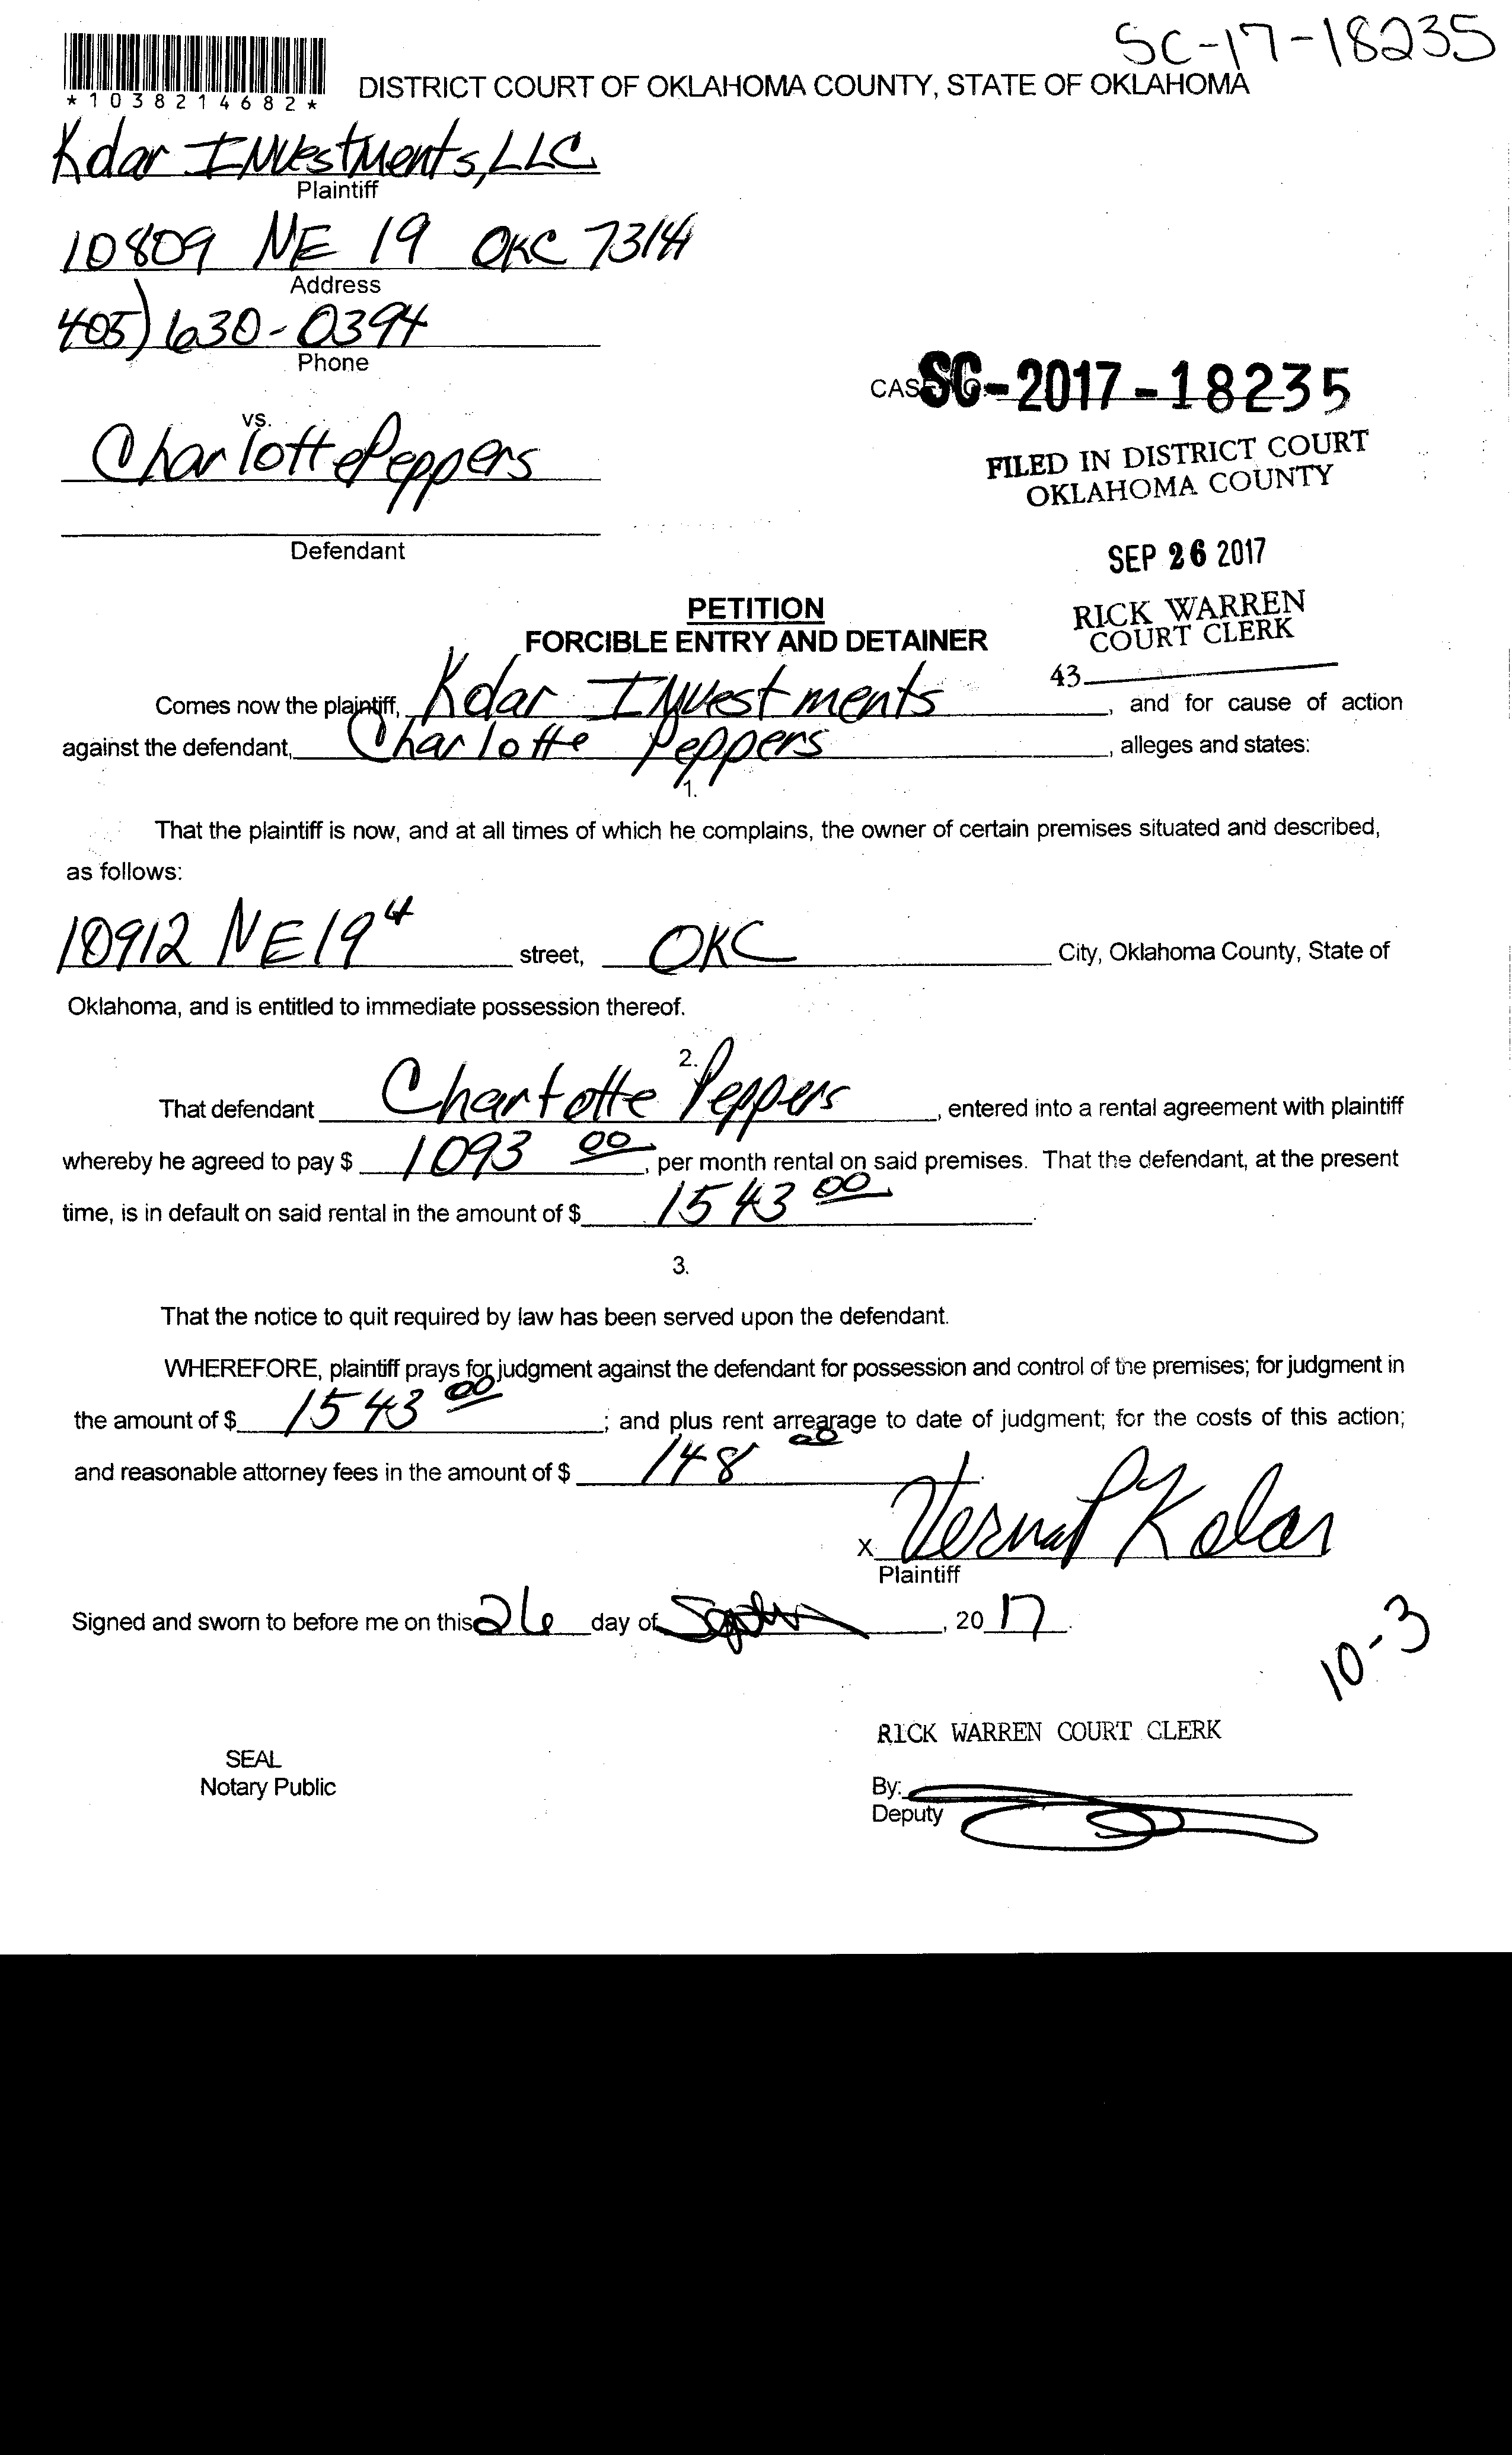 SC-17-18235
*1038214682*
DISTRICT COURT OF OKLAHOMA COUNTY, STATE OF OKLAHOMA
Kdar Investments, LLC
Plaintiff
10809 NE 19 OKC 73141
Address
405) 630-0394
Phone
CASE NO. SC-2017-18235
vs.
Charlotte Peppers
FILED IN DISTRICT COURT
OKLAHOMA COUNTY
Defendant
SEP 26 2017
PETITION
FORCIBLE ENTRY AND DETAINER
RICK WARREN
COURT CLERK
43
Comes now the plaintiff, Kdar Investments, and for cause of action
against the defendant, Charlotte Peppers, alleges and states:
1.
That the plaintiff is now, and at all times of which he complains, the owner of certain premises situated and described,
as follows:
10912 NE 19 street, OKC City, Oklahoma County, State of
Oklahoma, and is entitled to immediate possession thereof.
2.
That defendant Charlotte Peppers, entered into a rental agreement with plaintiff
whereby he agreed to pay $ 1093 00, per month rental on said premises. That the defendant, at the present
time, is in default on said rental in the amount of $ 1543 00.
3.
That the notice to quit required by law has been served upon the defendant.
WHEREFORE, plaintiff prays for judgment against the defendant for possession and control of the premises; for judgment in
the amount of $ 1543 00; and plus rent arrearage to date of judgment; for the costs of this action;
and reasonable attorney fees in the amount of $ 148 00.
X
Plaintiff
Signed and sworn to before me on this 26 day of, 20 17.
10-3
RICK WARREN COURT CLERK
SEAL
Notary Public
By:
Deputy